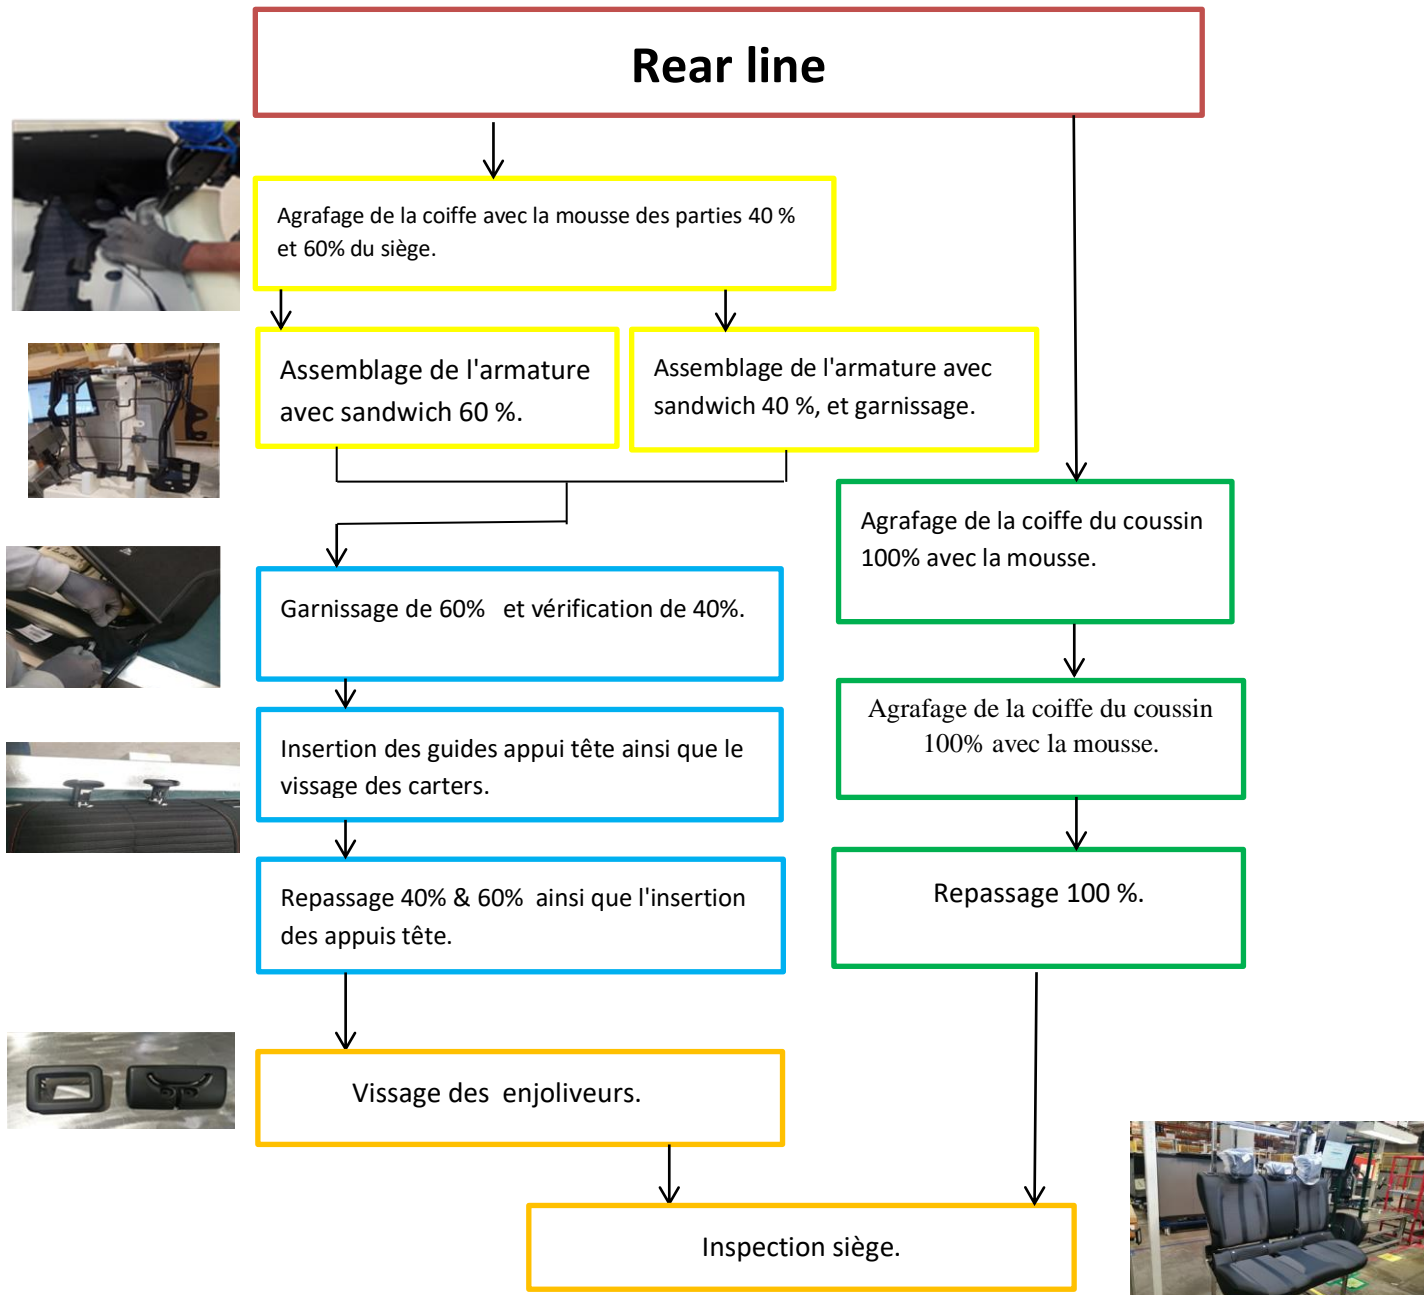 Rear line
Agrafage de la coiffe avec la mousse des parties 40 %
et 60% du siège.
Assemblage de l'armature
avec sandwich 60 %.
Assemblage de l'armature avec
sandwich 40 %, et garnissage.
Agrafage de la coiffe du coussin
100% avec la mousse.
Garnissage de 60% et vérification de 40%.
Agrafage de la coiffe du coussin
100% avec la mousse.
Insertion des guides appui tête ainsi que le
vissage des carters.
Repassage 40% & 60% ainsi que l'insertion
des appuis tête.
Repassage 100 %.
Vissage des enjoliveurs.
Inspection siège.